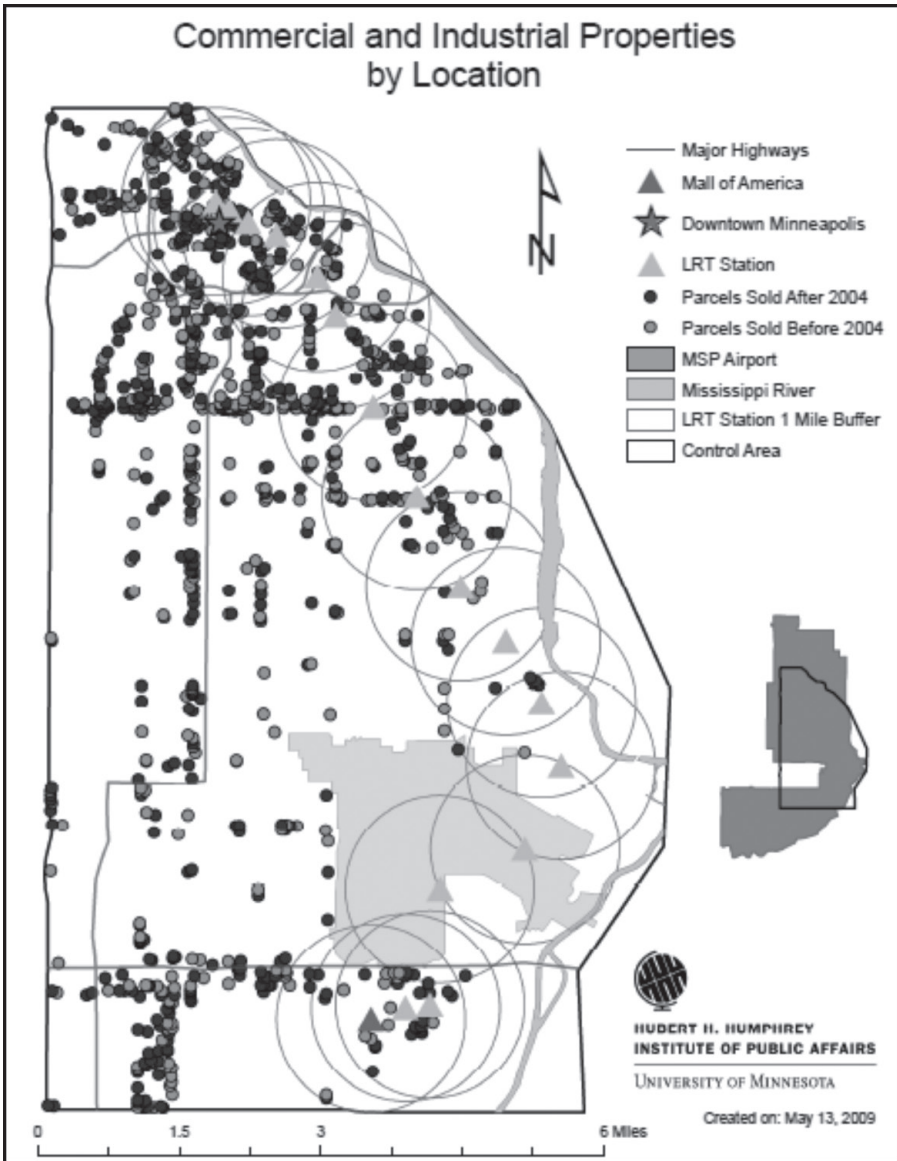 Commercial and Industrial Properties
by Location
Major Highways
Mall of America
Downtown Minneapolis
LRT Station
Parcels Sold After 2004
Parcels Sold Before 2004
MSP Airport
Mississippi River
LRT Station 1 Mile Buffer
Control Area
N
HUBERT H. HUMPHREY
INSTITUTE OF PUBLIC AFFAIRS
UNIVERSITY OF MINNESOTA
Created on: May 13, 2009
0 1.5 3 6 Miles